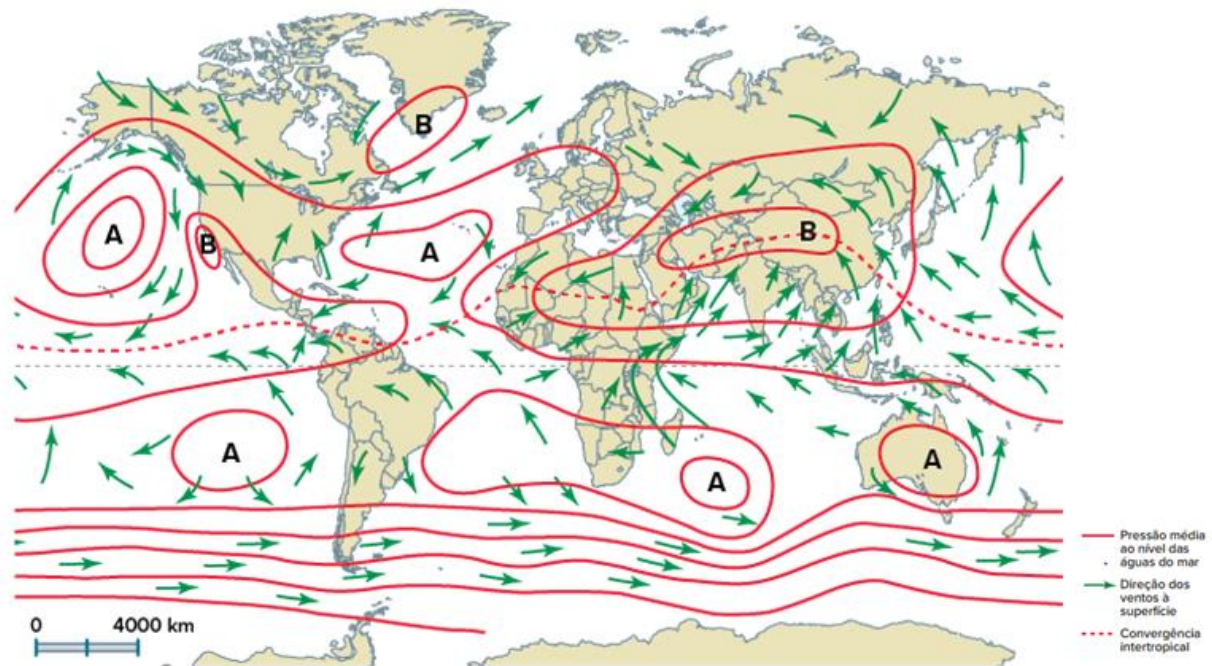 B
A
B
A
B
A
A
A
Pressão média
ao nível das
águas do mar
Direção dos
ventos à
superfície
Convergência
intertropical
0 4000 km